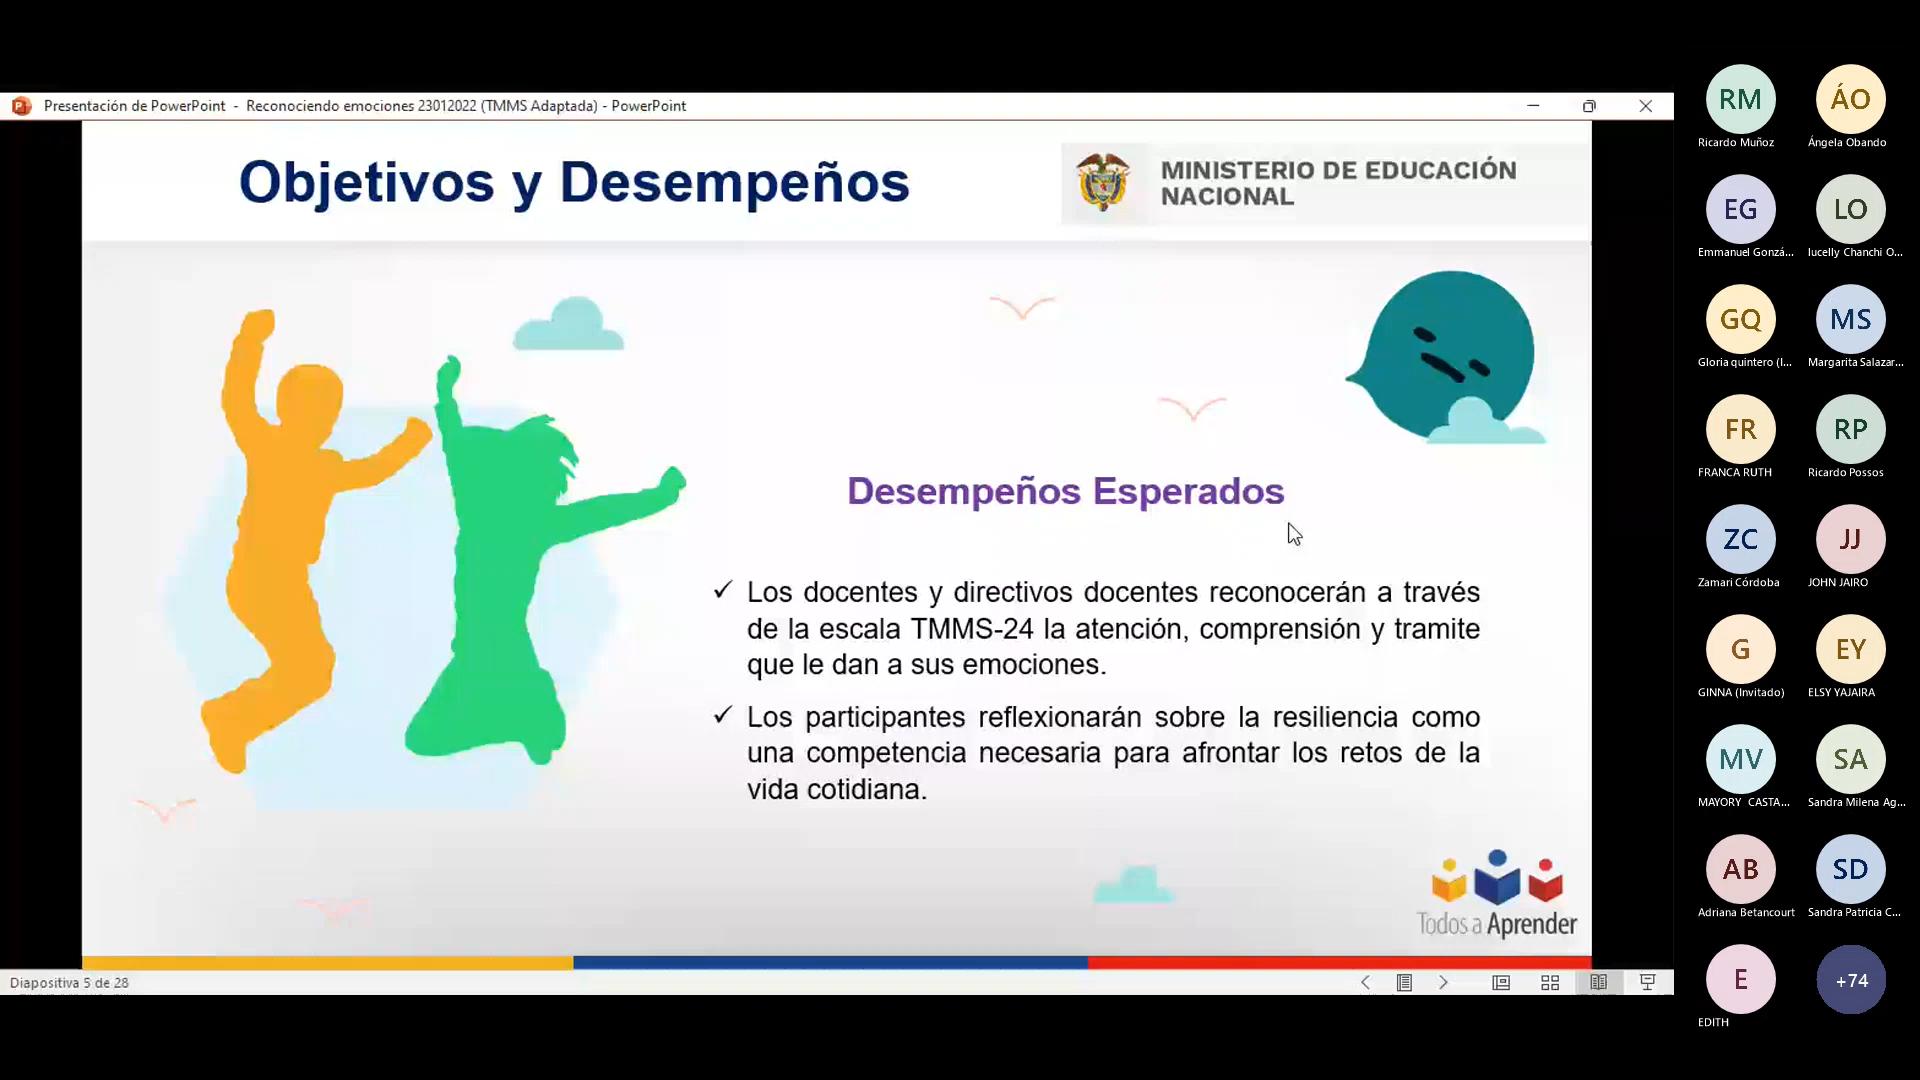 Presentación de PowerPoint - Reconociendo emociones 23012022 (TMMS Adaptada) - PowerPoint
Objetivos y Desempeños
MINISTERIO DE EDUCACIÓN
NACIONAL
Desempeños Esperados
✓ Los docentes y directivos docentes reconocerán a través
de la escala TMMS-24 la atención, comprensión y tramite
que le dan a sus emociones.
✓ Los participantes reflexionarán sobre la resiliencia como
una competencia necesaria para afrontar los retos de la
vida cotidiana.
Todos a Aprender
Diapositiva 5 de 28
RM
Ricardo Muñoz
ÁO
Ángela Obando
EG
Emmanuel Gonzá...
LO
lucelly Chanchi O...
GQ
Gloria quintero (I...
MS
Margarita Salazar...
FR
FRANCA RUTH
RP
Ricardo Possos
ZC
Zamari Córdoba
JJ
JOHN JAIRO
G
GINNA (Invitado)
EY
ELSY YAJAIRA
MV
MAYORY CASTA...
SA
Sandra Milena Ag...
AB
Adriana Betancourt
SD
Sandra Patricia C...
E
EDITH
+74